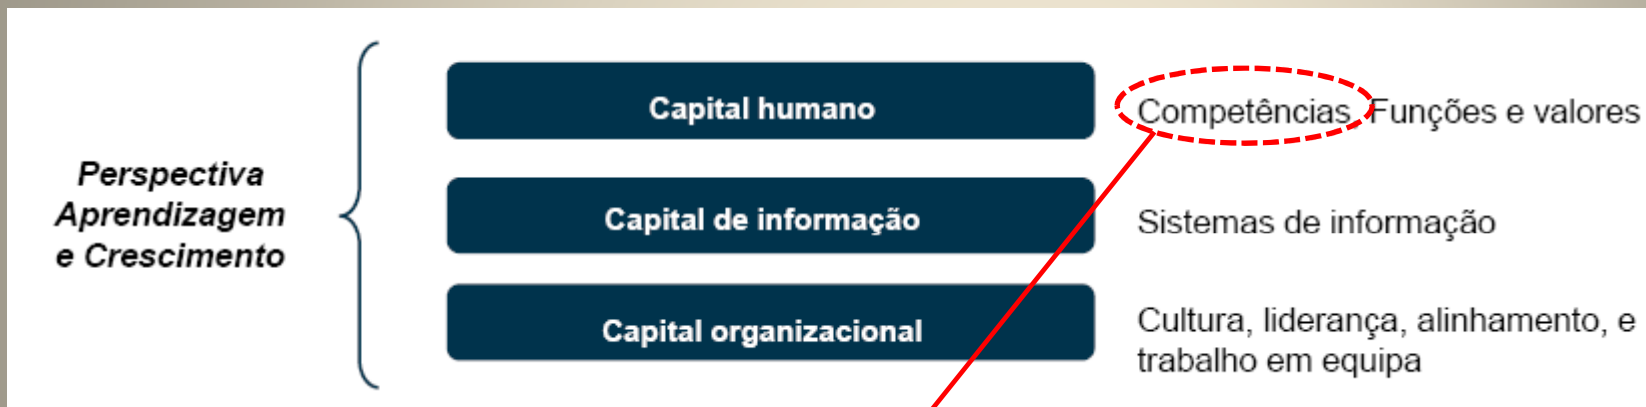 Perspectiva
Aprendizagem
e Crescimento
Capital humano
Competências, Funções e valores
Capital de informação
Sistemas de informação
Capital organizacional
Cultura, liderança, alinhamento, e
trabalho em equipa